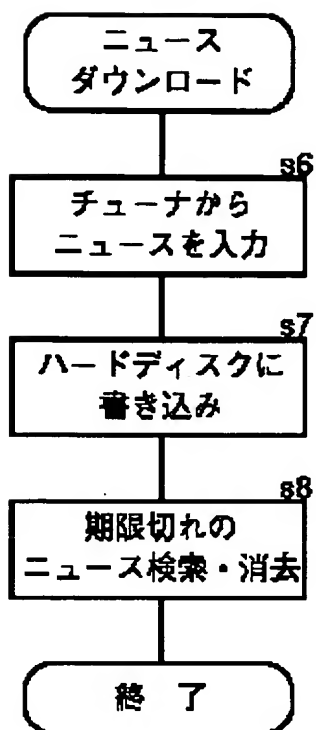 ニュース
ダウンロード
s6
チューナから
ニュースを入力
s7
ハードディスクに
書き込み
s8
期限切れの
ニュース検索・消去
終 了